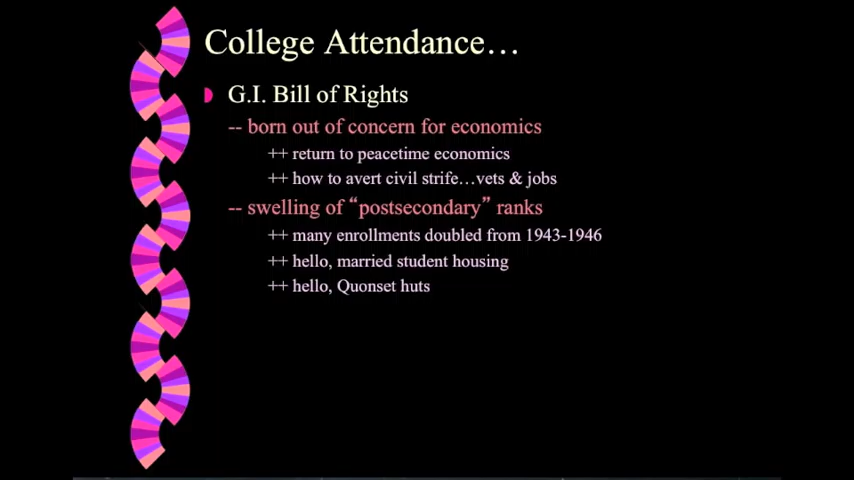 College Attendance…
G.I. Bill of Rights
-- born out of concern for economics
++ return to peacetime economics
++ how to avert civil strife…vets & jobs
-- swelling of “postsecondary” ranks
++ many enrollments doubled from 1943-1946
++ hello, married student housing
++ hello, Quonset huts